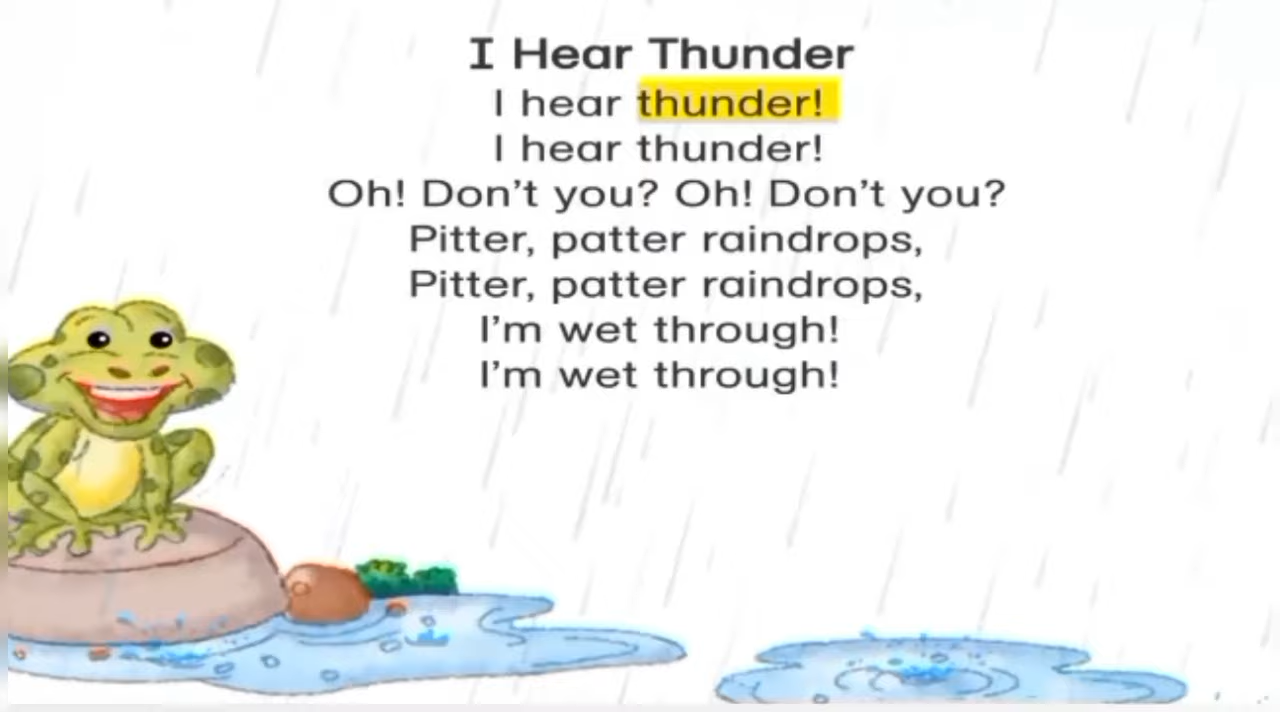 I Hear Thunder
I hear thunder!
I hear thunder!
Oh! Don’t you? Oh! Don’t you?
Pitter, patter raindrops,
Pitter, patter raindrops,
I’m wet through!
I’m wet through!